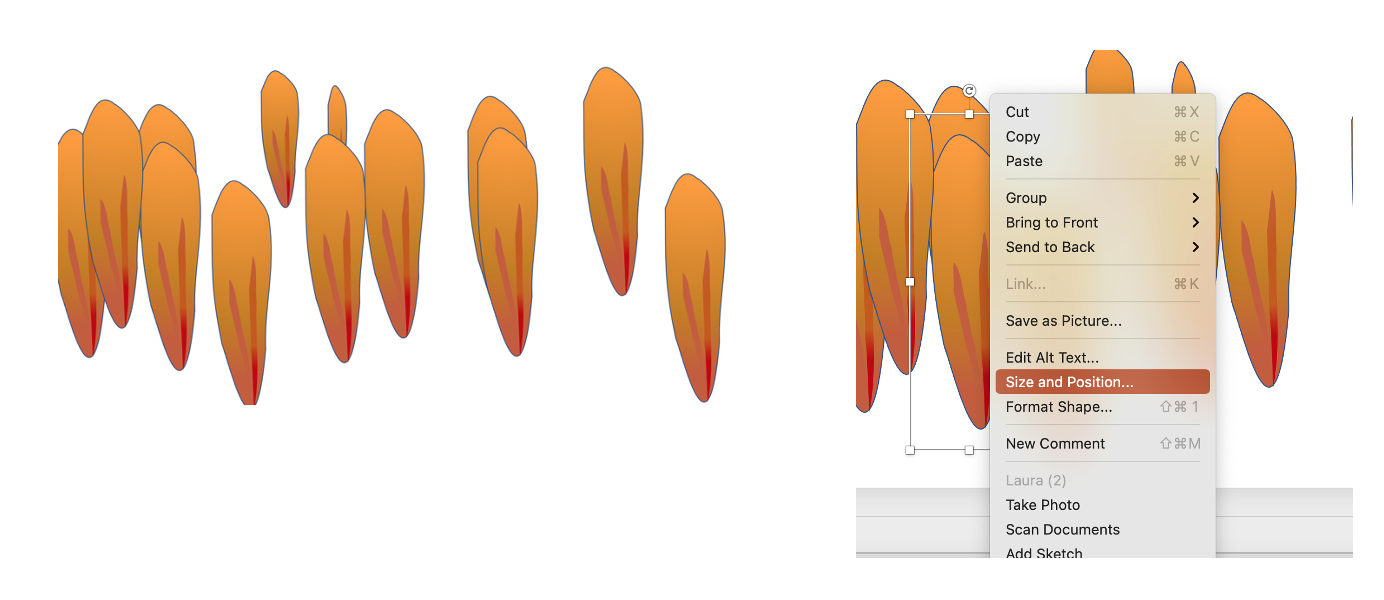 Cut ⌘X
Copy ⌘C
Paste ⌘V
Group
Bring to Front
Send to Back
Link... ⌘K
Save as Picture...
Edit Alt Text...
Size and Position...
Format Shape... ⇧⌘1
New Comment ⇧⌘M
Laura (2)
Take Photo
Scan Documents
Add Sketch